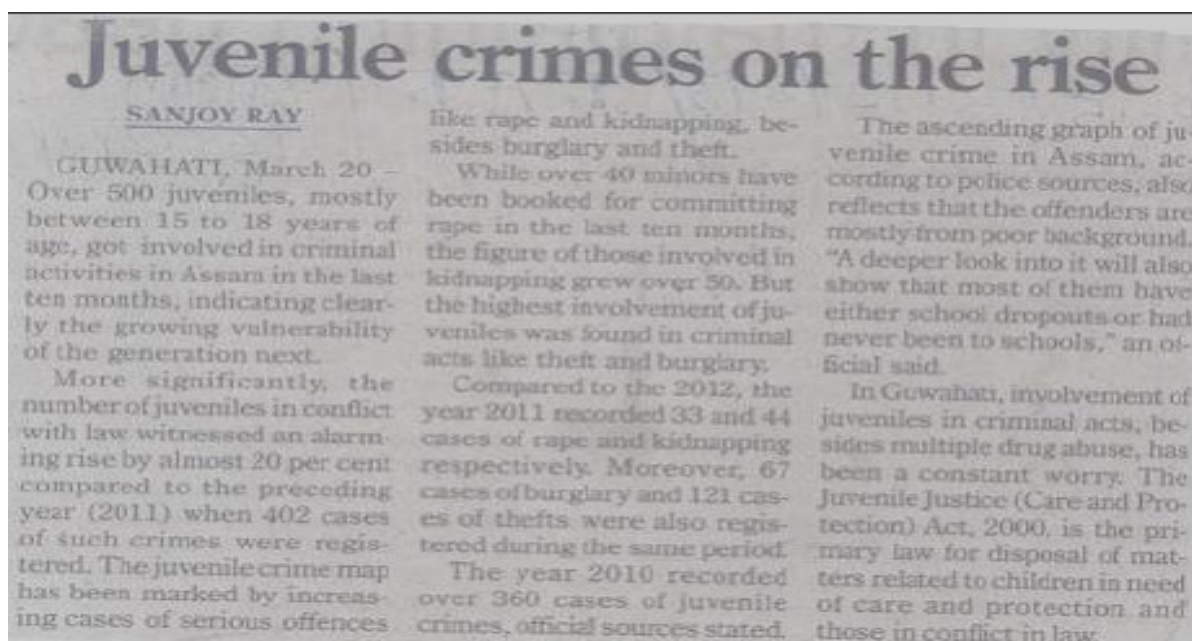 Juvenile crimes on the rise
SANJOY RAY
GUWAHATI, March 20 –
Over 500 juveniles, mostly
between 15 to 18 years of
age, got involved in criminal
activities in Assam in the last
ten months, indicating clear-
ly the growing vulnerability
of the generation next.
More significantly, the
number of juveniles in conflict
with law witnessed an alarm-
ing rise by almost 20 per cent
compared to the preceding
year (2011) when 402 cases
of such crimes were regis-
tered. The juvenile crime map
has been marked by increas-
ing cases of serious offences
like rape and kidnapping, be-
sides burglary and theft.
While over 40 minors have
been booked for committing
rape in the last ten months,
the figure of those involved in
kidnapping grew over 50. But
the highest involvement of ju-
veniles was found in criminal
acts like theft and burglary.
Compared to the 2012, the
year 2011 recorded 33 and 44
cases of rape and kidnapping
respectively. Moreover, 67
cases of burglary and 121 cas-
es of thefts were also regis-
tered during the same period.
The year 2010 recorded
over 360 cases of juvenile
crimes, official sources stated.
The ascending graph of ju-
venile crime in Assam, ac-
cording to police sources, also
reflects that the offenders are
mostly from poor background.
"A deeper look into it will also
show that most of them have
either school dropouts or had
never been to schools," an of-
ficial said.
In Guwahati, involvement of
juveniles in criminal acts, be-
sides multiple drug abuse, has
been a constant worry. The
Juvenile Justice (Care and Pro-
tection) Act, 2000, is the pri-
mary law for disposal of mat-
ters related to children in need
of care and protection and
those in conflict in law.